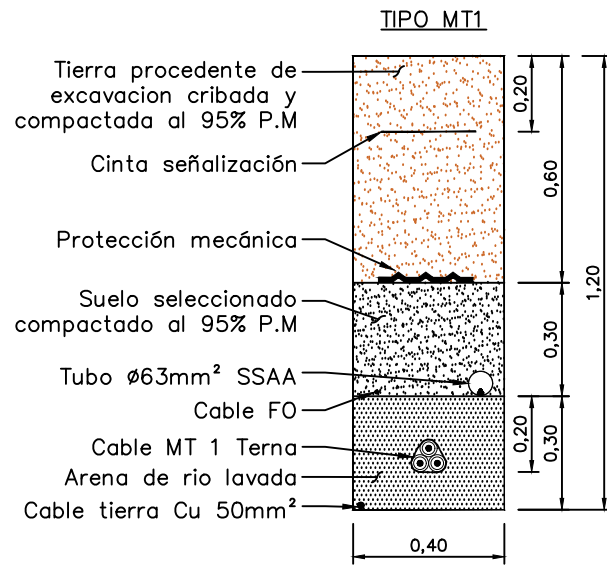 TIPO MT1
Tierra procedente de
excavacion cribada y
compactada al 95% P.M
Cinta señalización
Protección mecánica
Suelo seleccionado
compactado al 95% P.M
Tubo Ø63mm² SSAA
Cable FO
Cable MT 1 Terna
Arena de rio lavada
Cable tierra Cu 50mm²
0,20
0,60
1,20
0,30
0,20
0,30
0,40